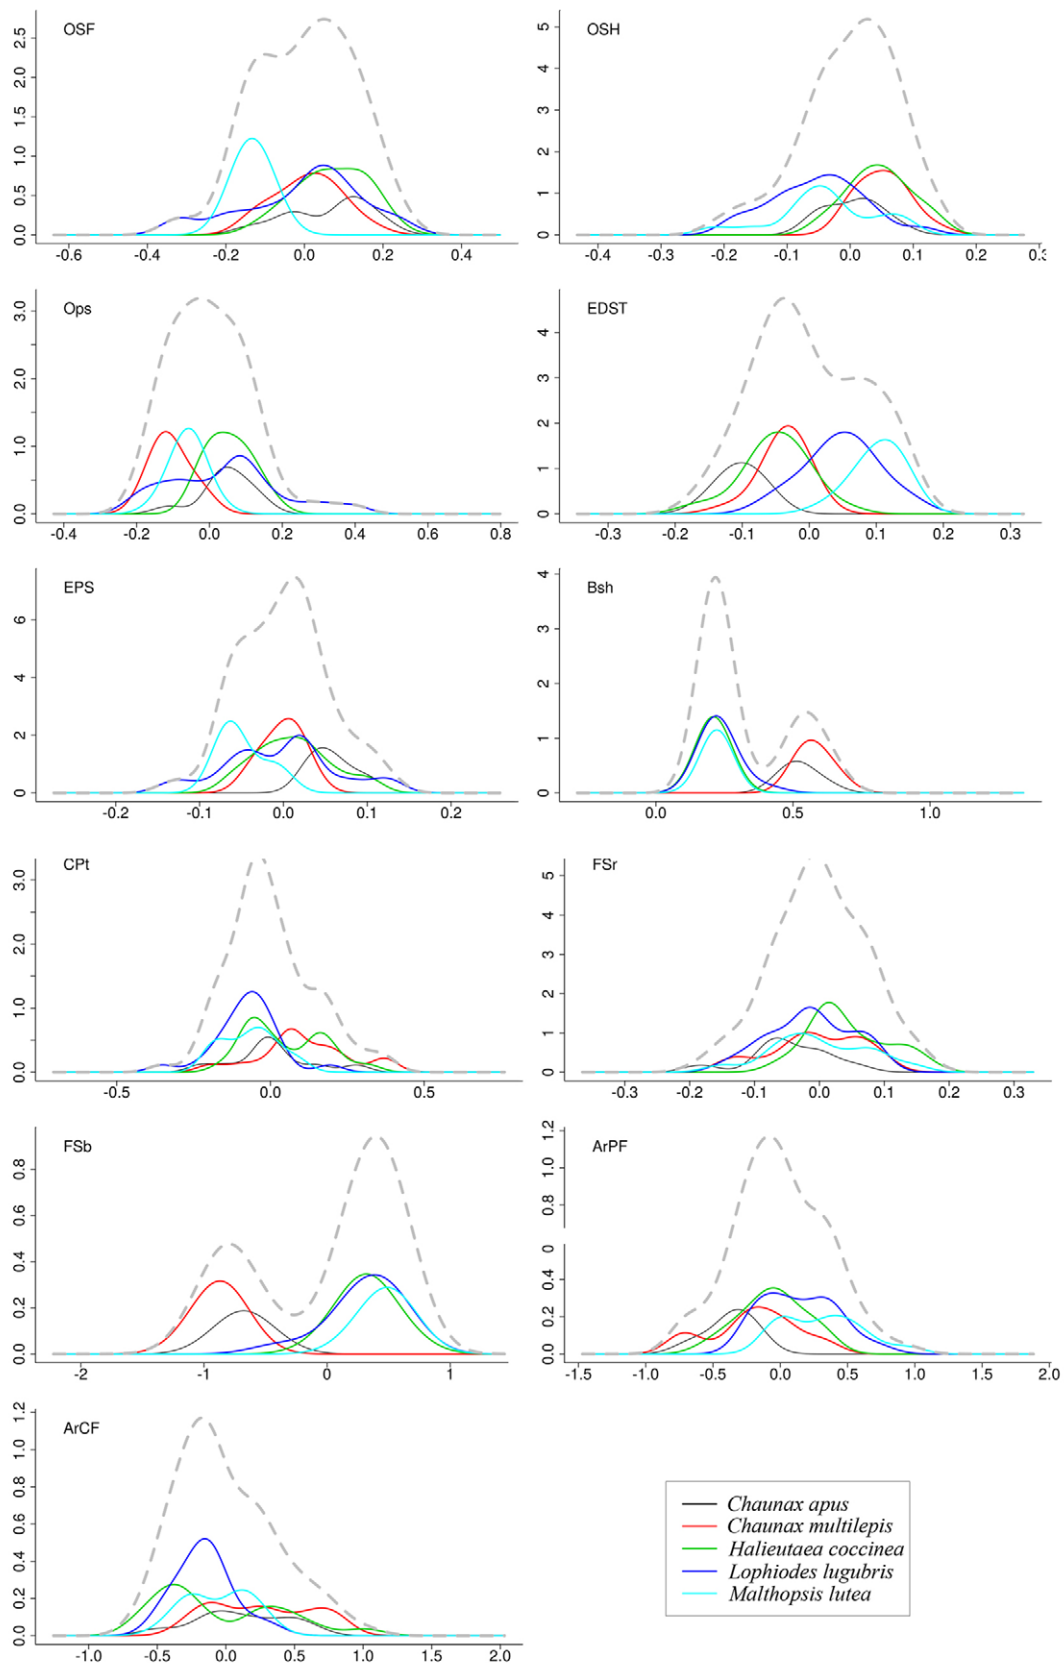 OSF
0.0 0.5 1.0 1.5 2.0 2.5
-0.6 -0.4 -0.2 0.0 0.2 0.4
OSH
0 1 2 3 4 5
-0.4 -0.3 -0.2 -0.1 0.0 0.1 0.2
Ops
0.0 1.0 2.0 3.0
-0.4 -0.2 0.0 0.2 0.4 0.6 0.8
EDST
0 1 2 3 4
-0.3 -0.2 -0.1 0.0 0.1 0.2 0.3
EPS
0 2 4 6
-0.2 -0.1 0.0 0.1 0.2
Bsh
0 1 2 3 4
0.0 0.5 1.0
CPt
0.0 1.0 2.0 3.0
-0.5 0.0 0.5
FSr
0 1 2 3 4 5
-0.3 -0.2 -0.1 0.0 0.1 0.2 0.3
FSb
0.0 0.2 0.4 0.6 0.8
-2 -1 0 1
ArPF
0.0 0.2 0.4 0 0.8 1.0 1.2
-1.5 -1.0 -0.5 0.0 0.5 1.0 1.5 2.0
ArCF
0.0 0.2 0.4 0.6 0.8 1.0 1.2
-1.0 -0.5 0.0 0.5 1.0 1.5 2.0
Chaunax apus
Chaunax multilepis
Halieutaea coccinea
Lophiodes lugubris
Malthopsis lutea